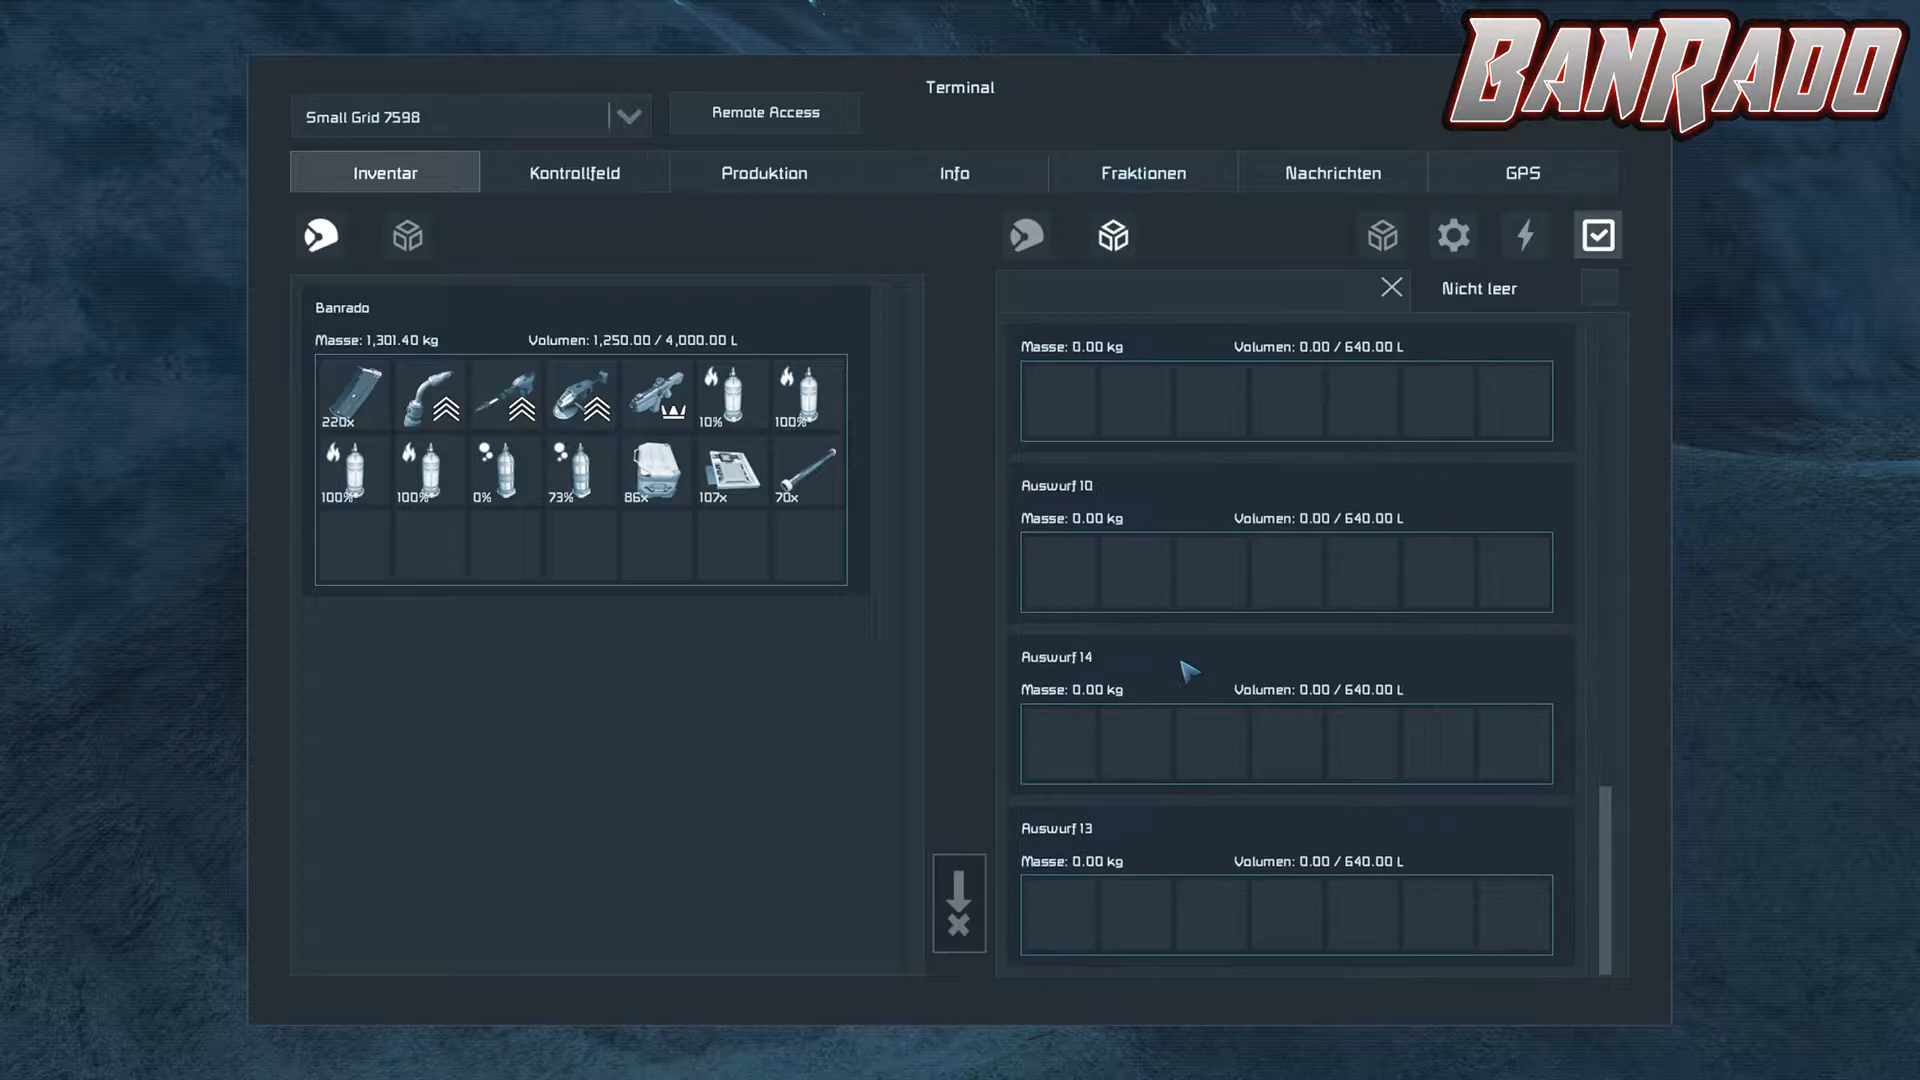 BANRADO
Terminal
Small Grid 7598
Remote Access
Inventar
Kontrollfeld
Produktion
Info
Fraktionen
Nachrichten
GPS
Nicht leer
Banrado
Masse: 1,301.40 kg
Volumen: 1,250.00 / 4,000.00 L
220x
10%
100%
100%
100%
0%
73%
86x
107x
70x
Masse: 0.00 kg
Volumen: 0.00 / 640.00 L
Auswurf 10
Masse: 0.00 kg
Volumen: 0.00 / 640.00 L
Auswurf 14
Masse: 0.00 kg
Volumen: 0.00 / 640.00 L
Auswurf 13
Masse: 0.00 kg
Volumen: 0.00 / 640.00 L